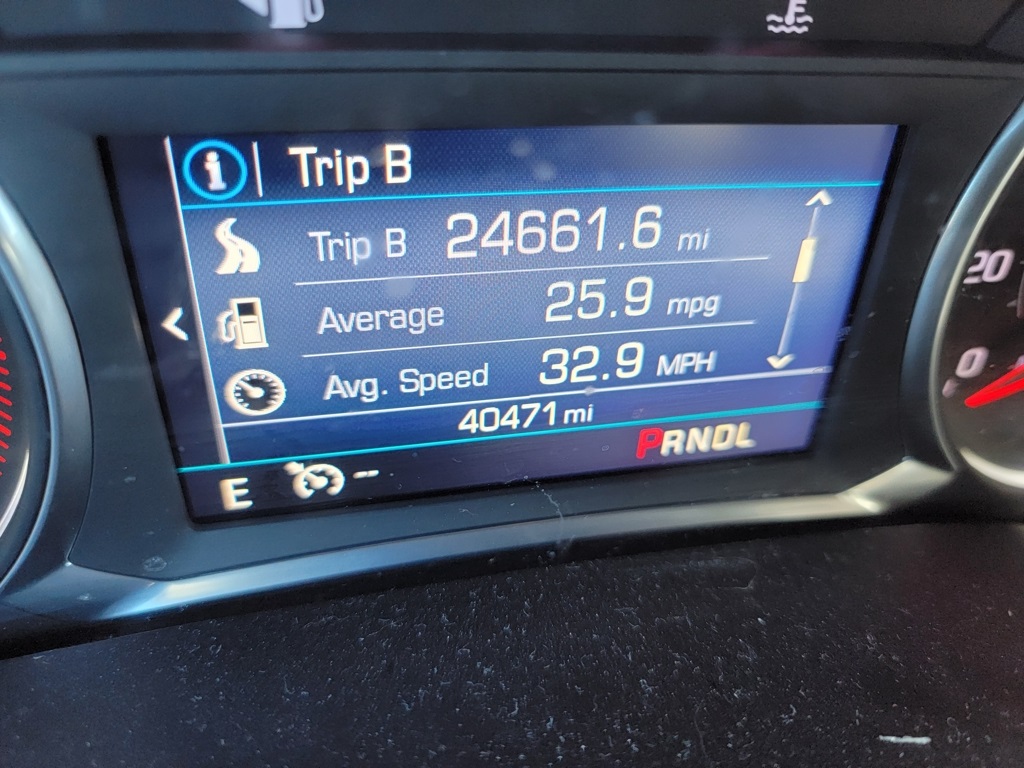 F
i Trip B
Trip B 24661.6 mi
Average 25.9 mpg
Avg. Speed 32.9 MPH
40471 mi
PRNDL
E --
20
0